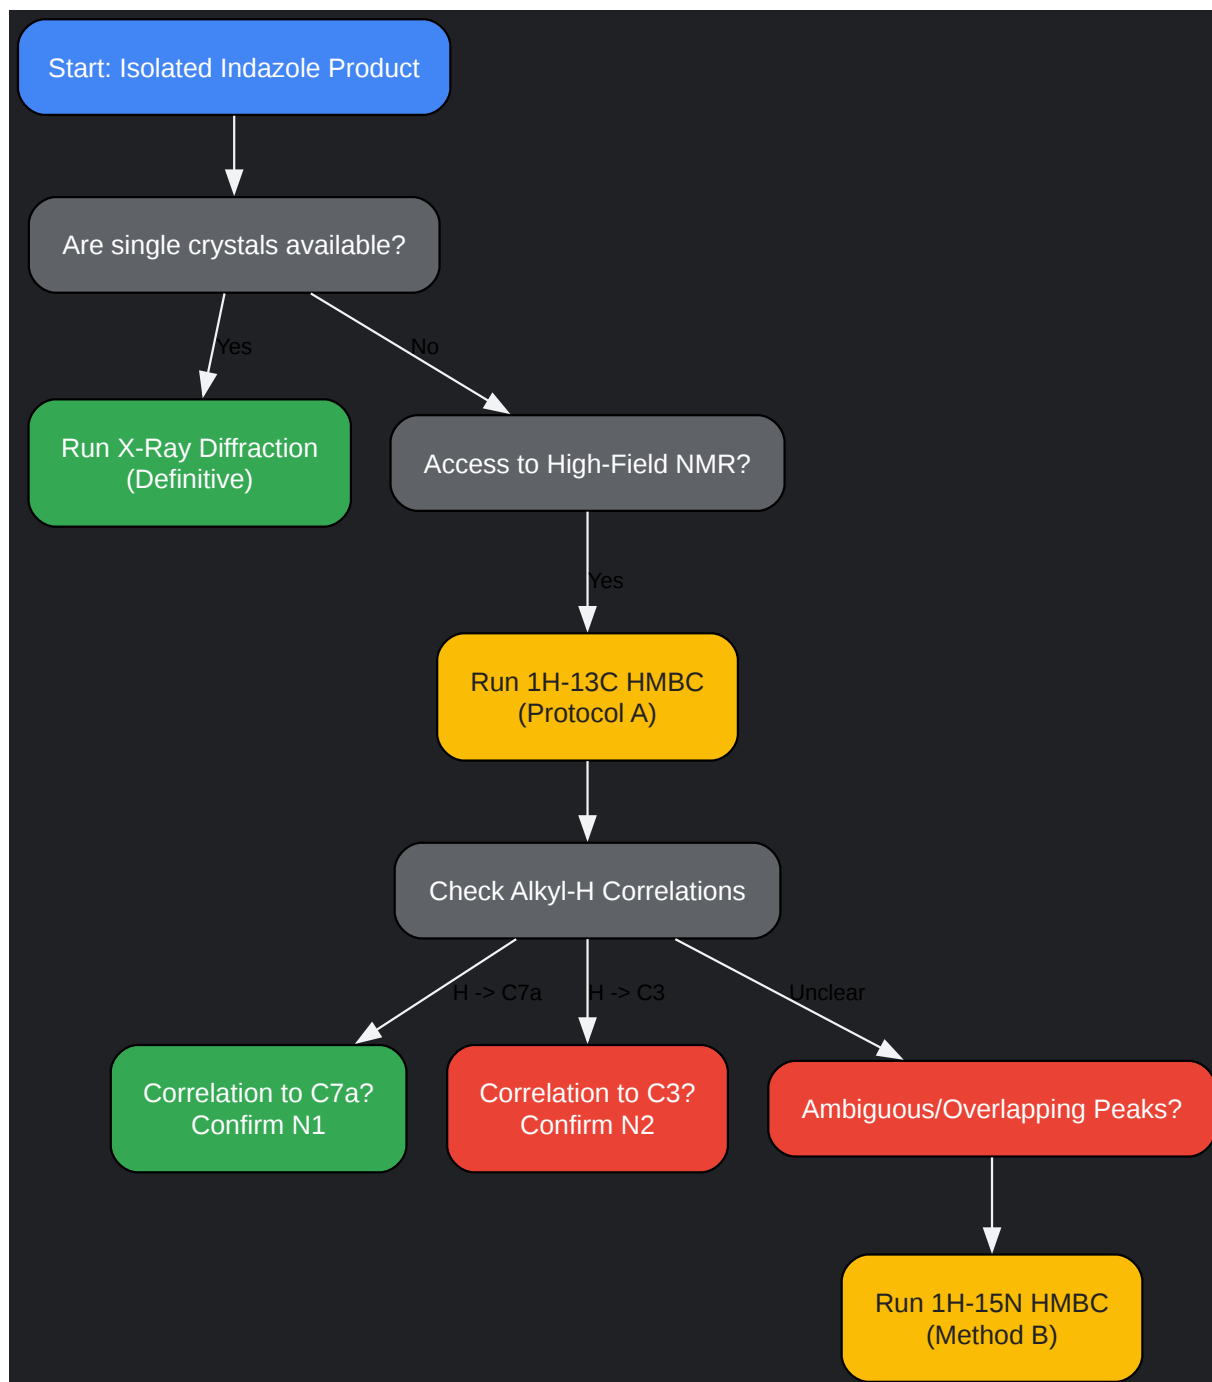 Start: Isolated Indazole Product
Are single crystals available?
Yes
No
Run X-Ray Diffraction
(Definitive)
Access to High-Field NMR?
Yes
Run 1H-13C HMBC
(Protocol A)
Check Alkyl-H Correlations
H -> C7a
H -> C3
Unclear
Correlation to C7a?
Confirm N1
Correlation to C3?
Confirm N2
Ambiguous/Overlapping Peaks?
Run 1H-15N HMBC
(Method B)